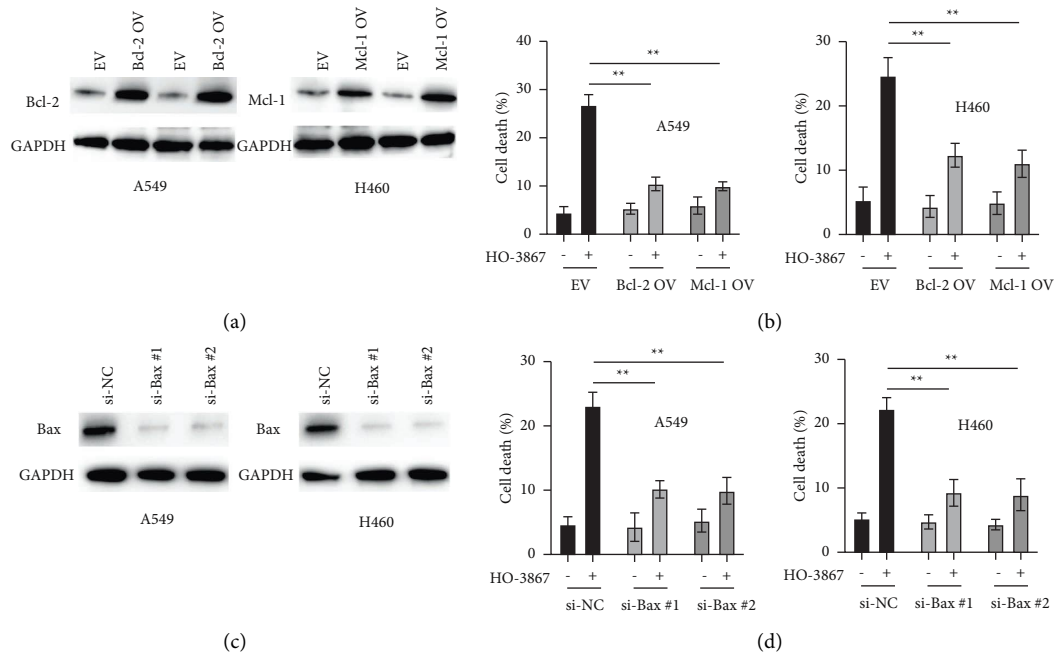 EV
Bcl-2 OV
EV
Bcl-2 OV
Bcl-2
GAPDH
A549
EV
Mcl-1 OV
EV
Mcl-1 OV
Mcl-1
GAPDH
H460
(a)
Cell death (%)
40
30
20
10
0
**
**
A549
HO-3867 - + - + - +
EV Bcl-2 OV Mcl-1 OV
Cell death (%)
30
20
10
0
**
**
H460
HO-3867 - + - + - +
EV Bcl-2 OV Mcl-1 OV
(b)
si-NC
si-Bax #1
si-Bax #2
Bax
GAPDH
A549
si-NC
si-Bax #1
si-Bax #2
Bax
GAPDH
H460
(c)
Cell death (%)
30
20
10
0
**
**
A549
HO-3867 - + - + - +
si-NC si-Bax #1 si-Bax #2
Cell death (%)
30
20
10
0
**
**
H460
HO-3867 - + - + - +
si-NC si-Bax #1 si-Bax #2
(d)